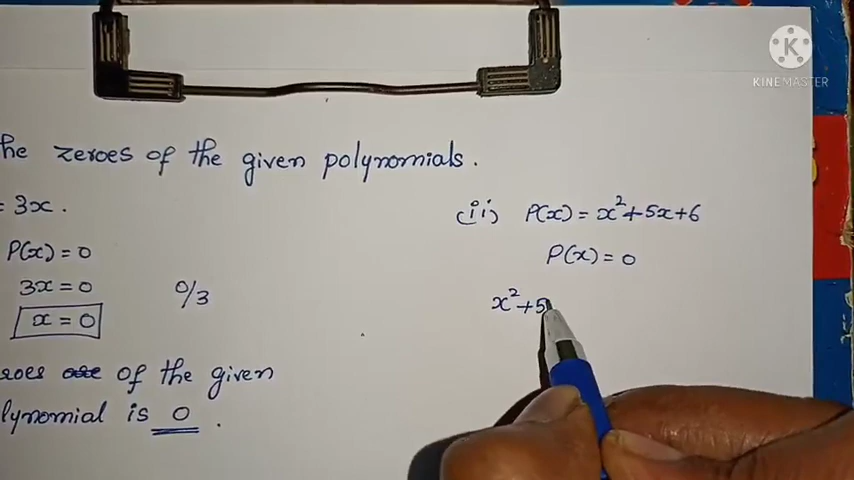 he zeroes of the given polynomials.
= 3x.
P(x) = 0
3x = 0 0/3
x = 0
of the given
lynomial is 0.
(ii) P(x) = x²+5x+6
P(x) = 0
x²+5
KINEMASTER